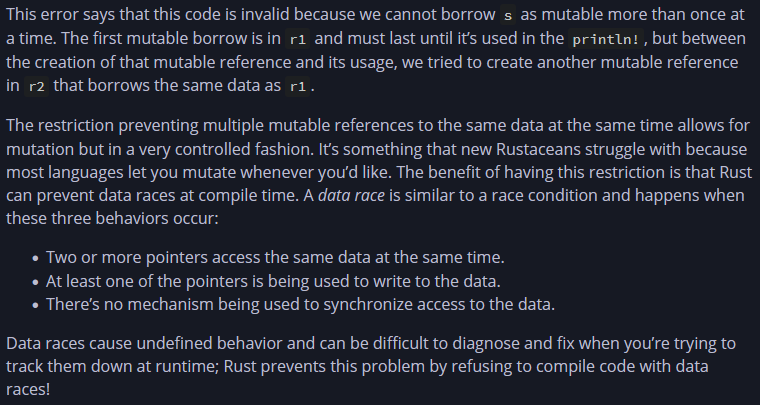 This error says that this code is invalid because we cannot borrow s as mutable more than once at
a time. The first mutable borrow is in r1 and must last until it’s used in the println!, but between
the creation of that mutable reference and its usage, we tried to create another mutable reference
in r2 that borrows the same data as r1.
The restriction preventing multiple mutable references to the same data at the same time allows for
mutation but in a very controlled fashion. It’s something that new Rustaceans struggle with because
most languages let you mutate whenever you’d like. The benefit of having this restriction is that Rust
can prevent data races at compile time. A data race is similar to a race condition and happens when
these three behaviors occur:
• Two or more pointers access the same data at the same time.
• At least one of the pointers is being used to write to the data.
• There’s no mechanism being used to synchronize access to the data.
Data races cause undefined behavior and can be difficult to diagnose and fix when you’re trying to
track them down at runtime; Rust prevents this problem by refusing to compile code with data
races!